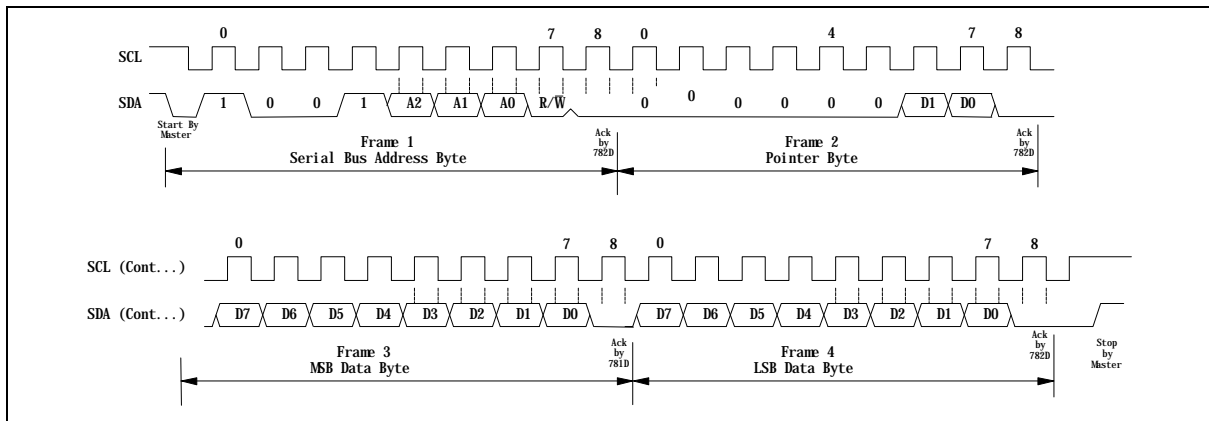 0 7 8 0 4 7 8
SCL
SDA 1 0 0 1 A2 A1 A0 R/W 0 0 0 0 0 0 D1 D0
Start By
Master
Frame 1
Serial Bus Address Byte
Ack
by
782D
Frame 2
Pointer Byte
Ack
by
782D
0 7 8 0 7 8
SCL (Cont...)
SDA (Cont...) D7 D6 D5 D4 D3 D2 D1 D0 D7 D6 D5 D4 D3 D2 D1 D0
Frame 3
MSB Data Byte
Ack
by
781D
Frame 4
LSB Data Byte
Ack
by
782D
Stop
by
Master